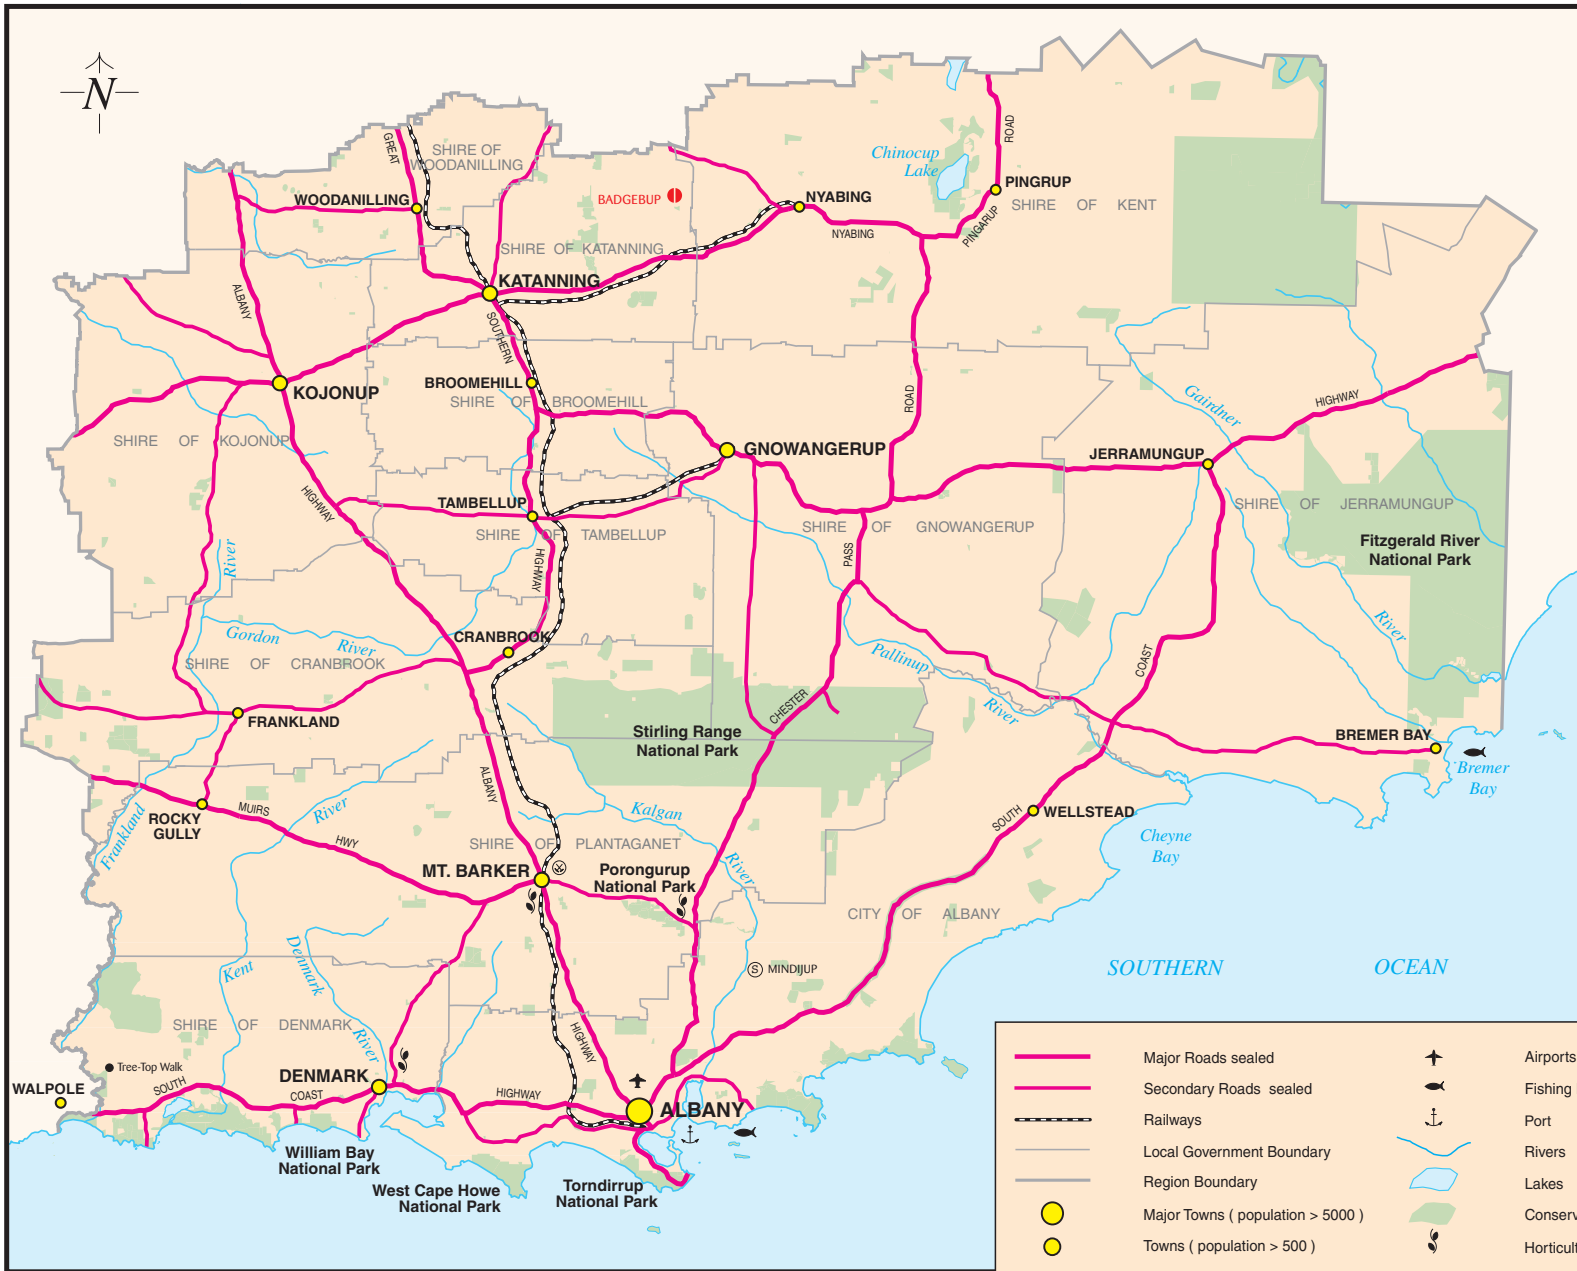 N
GREAT
SHIRE OF
WOODANILLING
WOODANILLING
BADGEBUP
NYABING
Chinocup
Lake
ROAD
PINGRUP
SHIRE OF KENT
NYABING
PINGARUP
SHIRE OF KATANNING
KATANNING
ALBANY
SOUTHERN
KOJONUP
BROOMEHILL
SHIRE OF BROOMEHILL
ROAD
Gairdner
HIGHWAY
SHIRE OF KOJONUP
GNOWANGERUP
JERRAMUNGUP
HIGHWAY
TAMBELLUP
SHIRE OF TAMBELLUP
SHIRE OF GNOWANGERUP
SHIRE OF JERRAMUNGUP
Fitzgerald River
National Park
River
HIGHWAY
PASS
Gordon
River
CRANBROOK
SHIRE OF CRANBROOK
Pallinup
River
COAST
River
FRANKLAND
Stirling Range
National Park
CHESTER
BREMER BAY
Bremer
Bay
ROCKY
GULLY
MUIRS
HWY
River
Frankland
ALBANY
Kalgan
River
SOUTH
WELLSTEAD
Cheyne
Bay
SHIRE OF PLANTAGANET
MT. BARKER
Porongurup
National Park
CITY OF ALBANY
Kent
Denmark
River
S
MINDIJUP
SOUTHERN OCEAN
SHIRE OF DENMARK
Tree-Top Walk
WALPOLE
SOUTH
COAST
DENMARK
HIGHWAY
HIGHWAY
ALBANY
William Bay
National Park
West Cape Howe
National Park
Torndirrup
National Park
Major Roads sealed
Secondary Roads sealed
Railways
Local Government Boundary
Region Boundary
Major Towns ( population > 5000 )
Towns ( population > 500 )
Airports
Fishing
Port
Rivers
Lakes
Conserv
Horticult